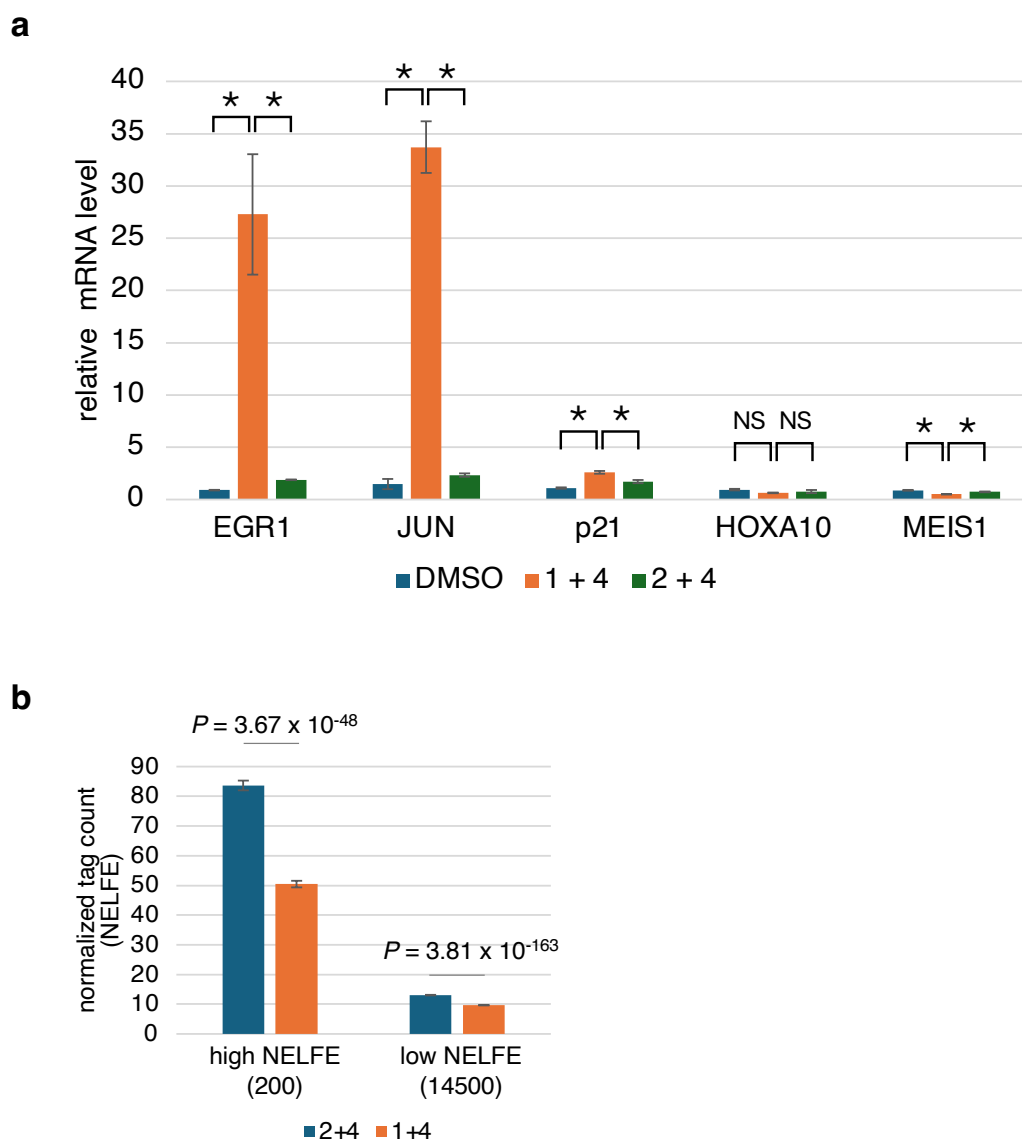 a
relative mRNA level
40
35
30
25
20
15
10
5
0
* *
* *
* *
NS NS
* *
EGR1 JUN p21 HOXA10 MEIS1
DMSO 1 + 4 2 + 4
b
P = 3.67 x 10-48
normalized tag count
(NELFE)
90
80
70
60
50
40
30
20
10
0
P = 3.81 x 10-163
high NELFE
(200)
low NELFE
(14500)
2+4 1+4